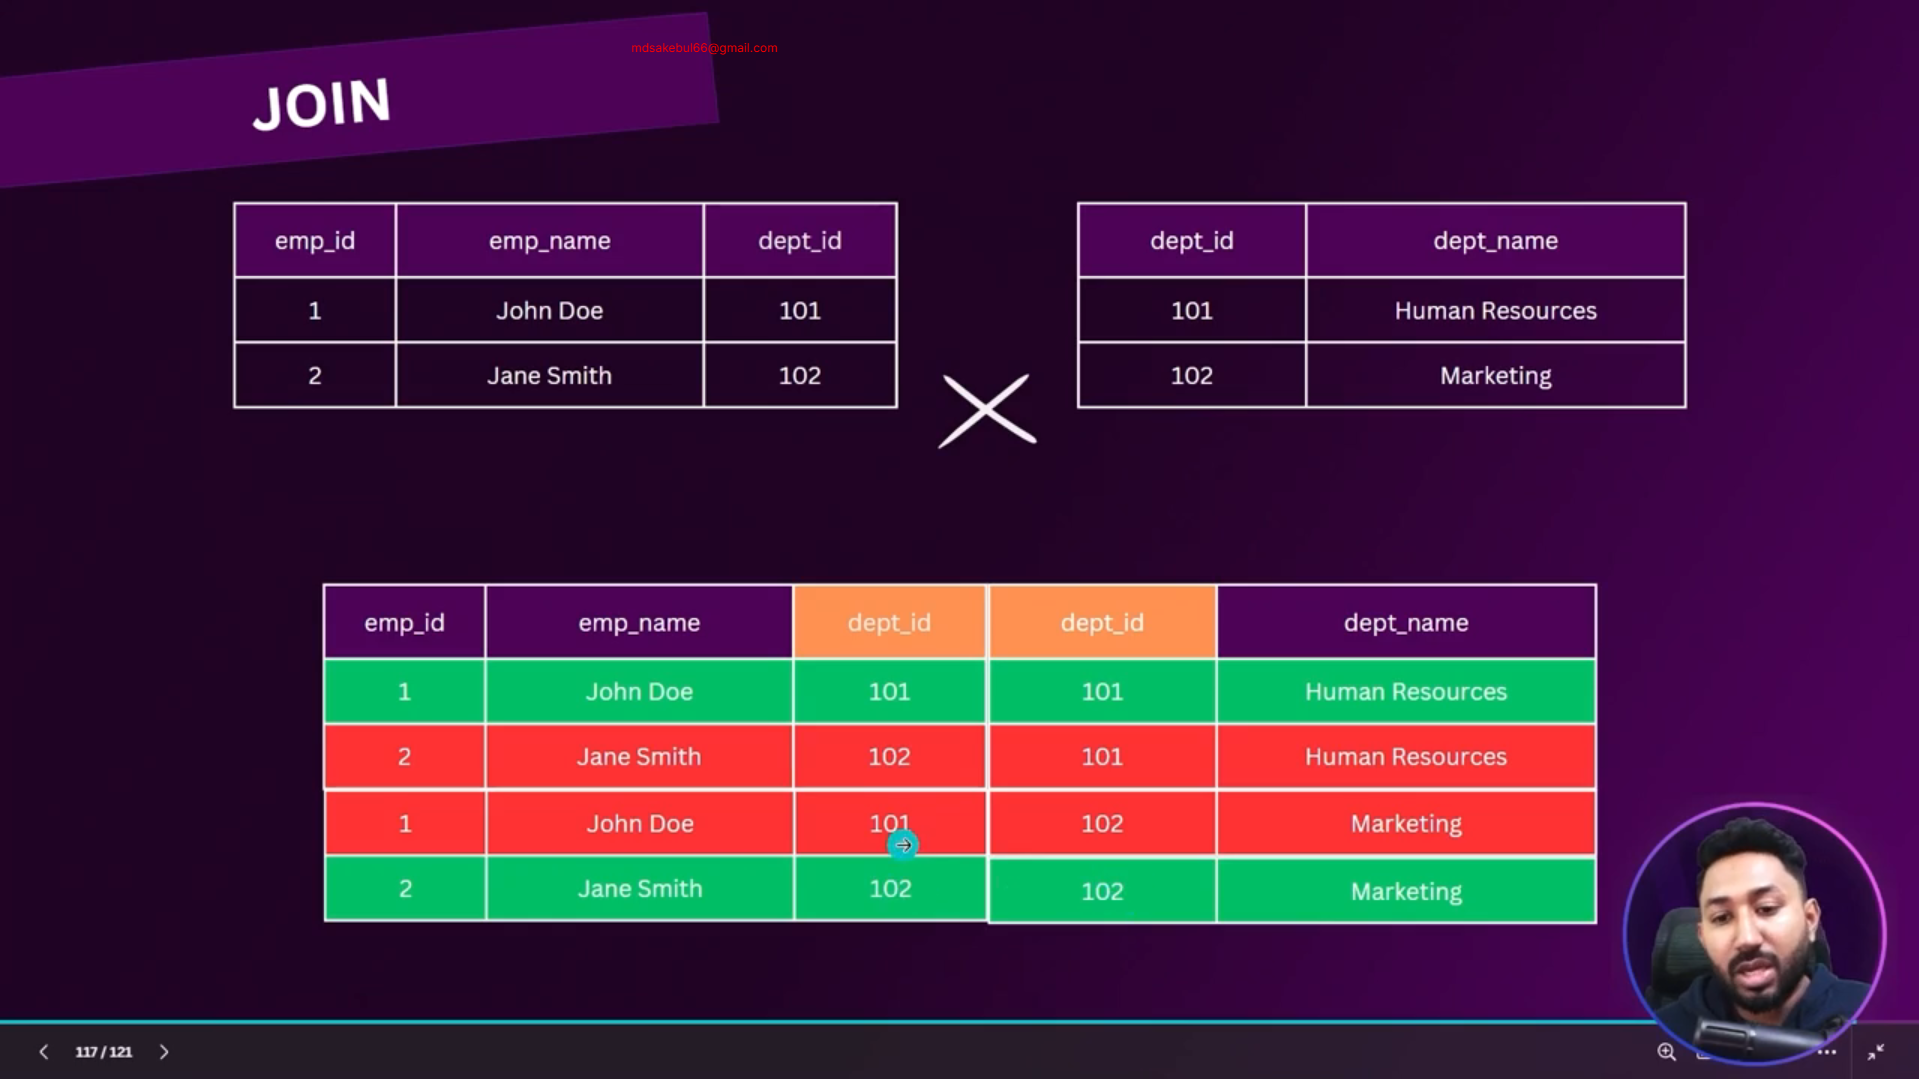 mdsakebul66@gmail.com
JOIN
emp_id emp_name dept_id
1 John Doe 101
2 Jane Smith 102
dept_id dept_name
101 Human Resources
102 Marketing
emp_id emp_name dept_id dept_id dept_name
1 John Doe 101 101 Human Resources
2 Jane Smith 102 101 Human Resources
1 John Doe 101 102 Marketing
2 Jane Smith 102 102 Marketing
117 / 121